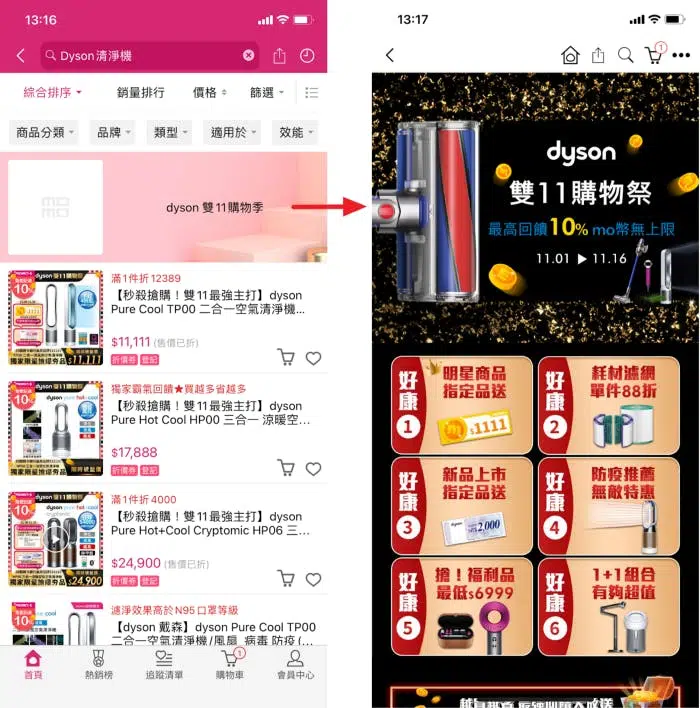 13:16
Dyson清淨機
綜合排序
銷量排行
價格
篩選
商品分類
品牌
類型
適用於
效能
dyson 雙11購物季
滿1件折12389
【秒殺搶購！雙11最強主打】dyson
Pure Cool TP00 二合一空氣清淨機...
$11,111 (售價已折)
折價券 登記
獨家霸氣回饋★買越多省越多
【秒殺搶購！雙11最強主打】dyson
Pure Hot Cool HP00 三合一 涼暖空...
$17,888
折價券 登記
滿1件折4000
【秒殺搶購！雙11最強主打】dyson
Pure Hot+Cool Cryptomic HP06 三...
$24,900 (售價已折)
折價券 登記
濾淨效果高於N95口罩等級
【dyson 戴森】dyson Pure Cool TP00
二合一空氣清淨機/風扇 病毒 防疫(...
首頁
熱銷榜
追蹤清單
1
購物車
會員中心
13:17
1
dyson
雙11購物祭
最高回饋10% mo幣無上限
11.01 ▶ 11.16
好康1
明星商品
指定品送
$1111
好康2
耗材濾網
單件88折
好康3
新品上市
指定品送
dyson
$2,000
好康4
防疫推薦
無敵特惠
好康5
搶！福利品
最低$6999
好康6
1+1組合
有夠超值